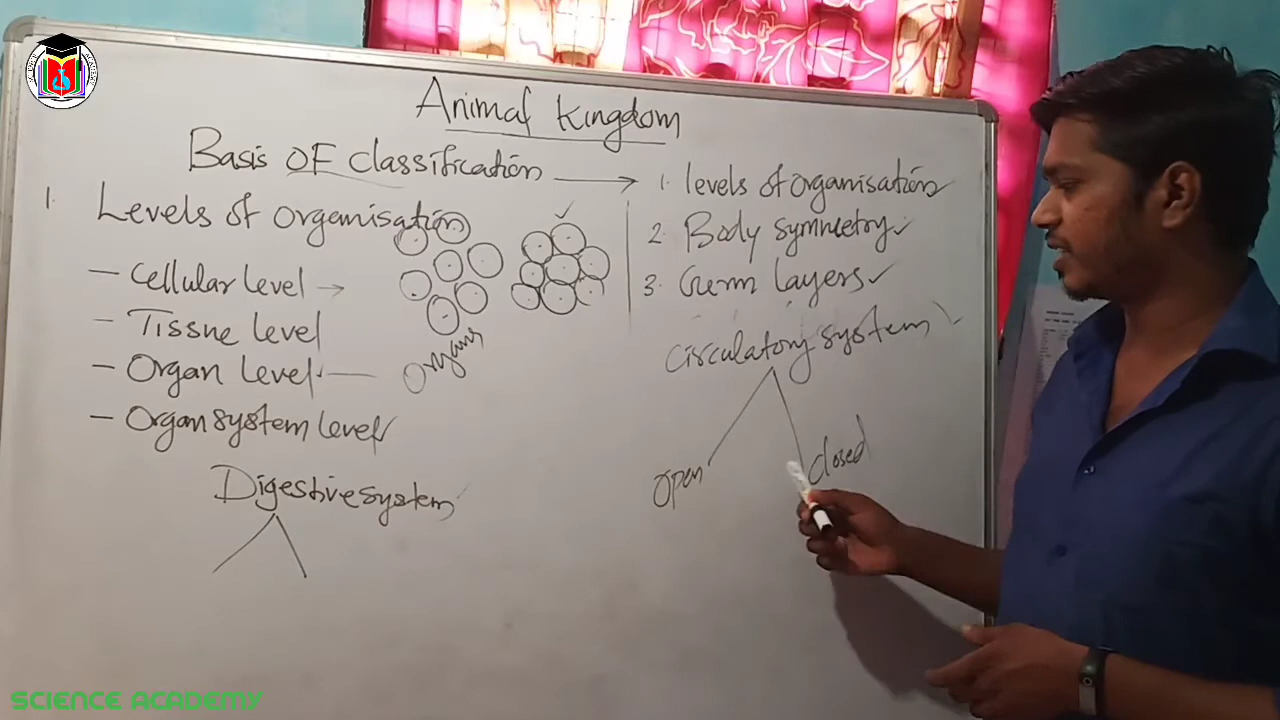 Animal Kingdom
Basis OF classification → 1. levels of organisation
1. Levels of organisation
- Cellular Level →
- Tissue level
- Organ Level
Organs
- Organ system Level
Digestive system
2. Body symmetry
3. Germ layers
Circulatory system
Open
Closed
SCIENCE ACADEMY